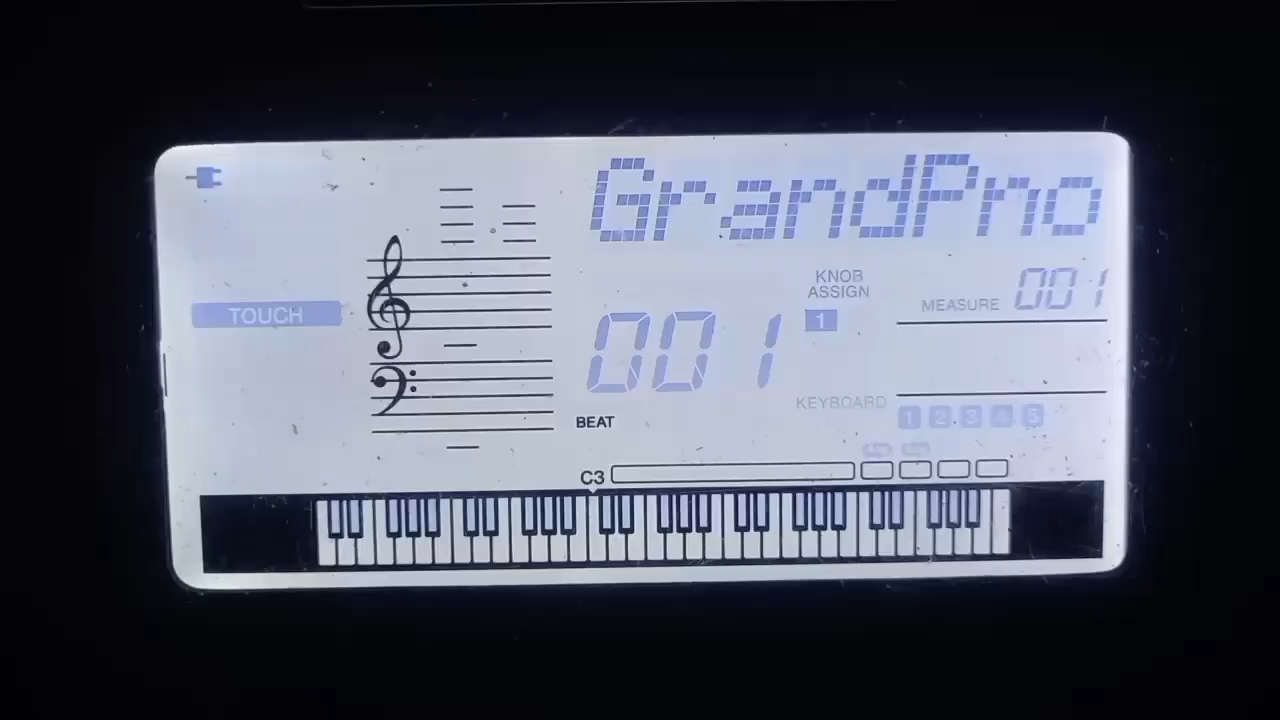 GrandPno
KNOB
ASSIGN
1
MEASURE 001
TOUCH
001
KEYBOARD
1 2 3 4 5
BEAT
C3